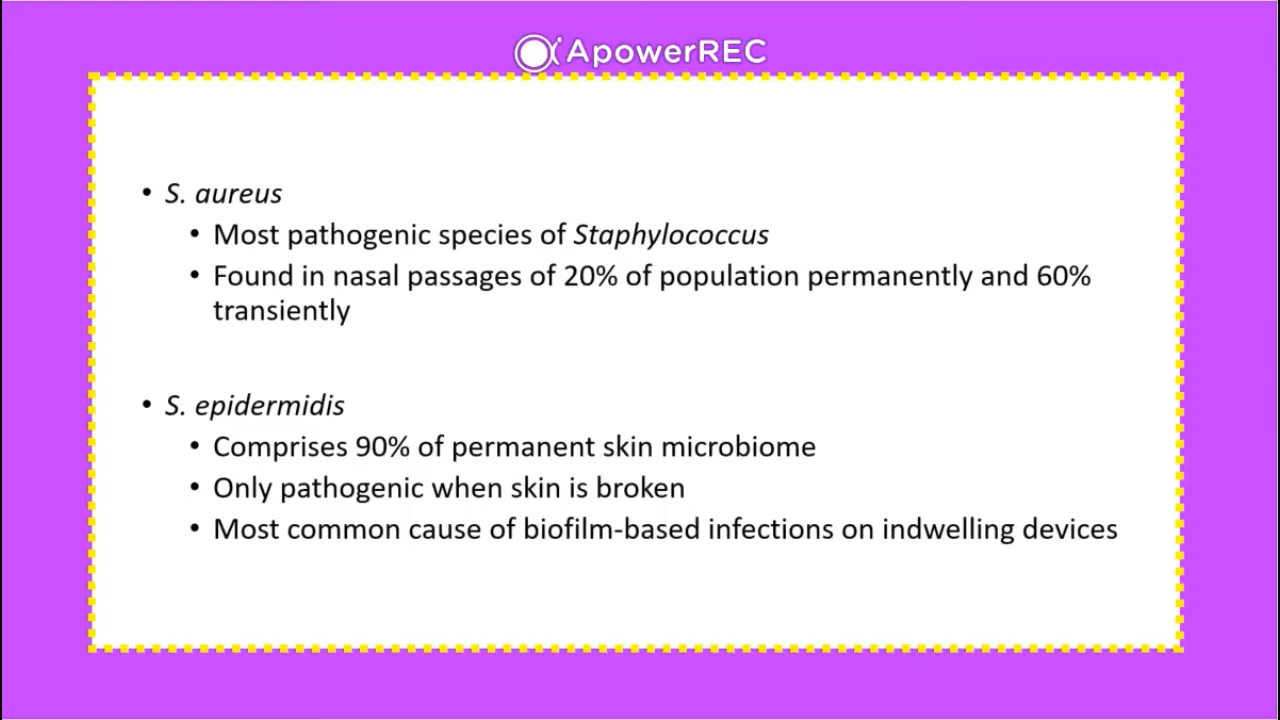 ApowerREC
• S. aureus
• Most pathogenic species of Staphylococcus
• Found in nasal passages of 20% of population permanently and 60%
transiently
• S. epidermidis
• Comprises 90% of permanent skin microbiome
• Only pathogenic when skin is broken
• Most common cause of biofilm-based infections on indwelling devices